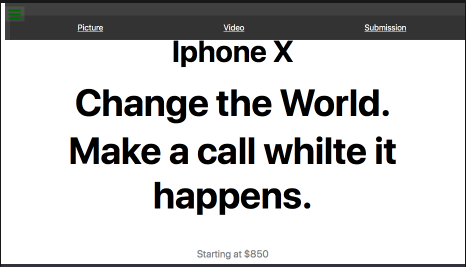 Picture Video Submission
Iphone X
Change the World.
Make a call whilte it
happens.
Starting at $850